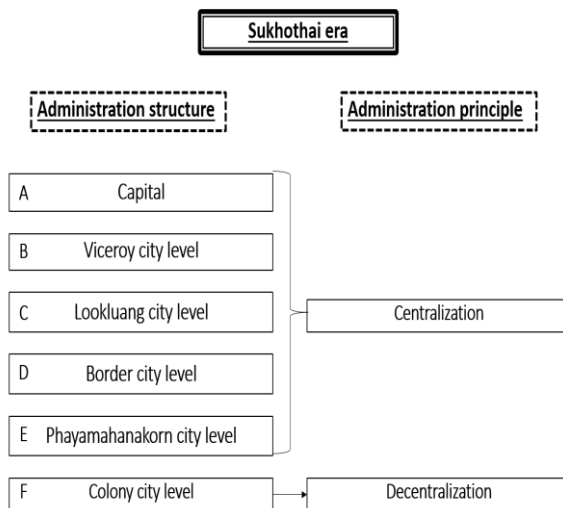 Sukhothai era
Administration structure
Administration principle
A Capital
B Viceroy city level
C Lookluang city level
Centralization
D Border city level
E Phayamahanakorn city level
F Colony city level
Decentralization